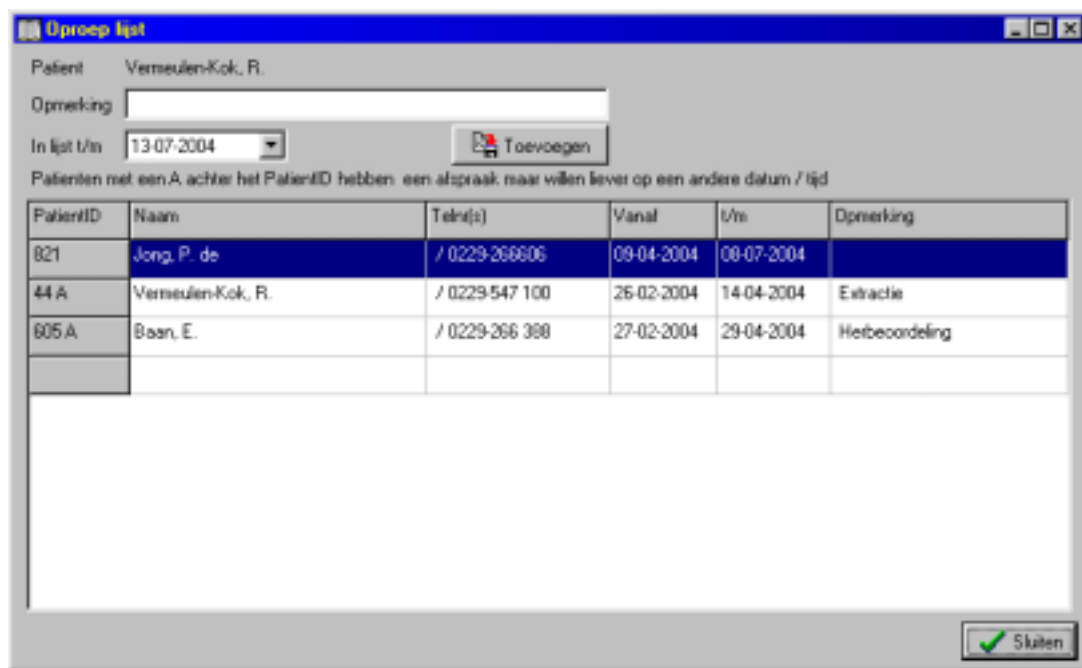 Oproep lijst
Patient Vermeulen-Kok, R.
Opmerking
In lijst t/m 13-07-2004 Toevoegen
Patienten met een A achter het PatientID hebben een afspraak maar willen liever op een andere datum / tijd
PatientID Naam Telnr(s) Vanaf t/m Opmerking
821 Jong, P. de / 0229-266606 09-04-2004 08-07-2004
44 A Vermeulen-Kok, R. / 0229-547 100 26-02-2004 14-04-2004 Extractie
605 A Baan, E. / 0229-266 388 27-02-2004 29-04-2004 Herbeoordeling
Sluiten